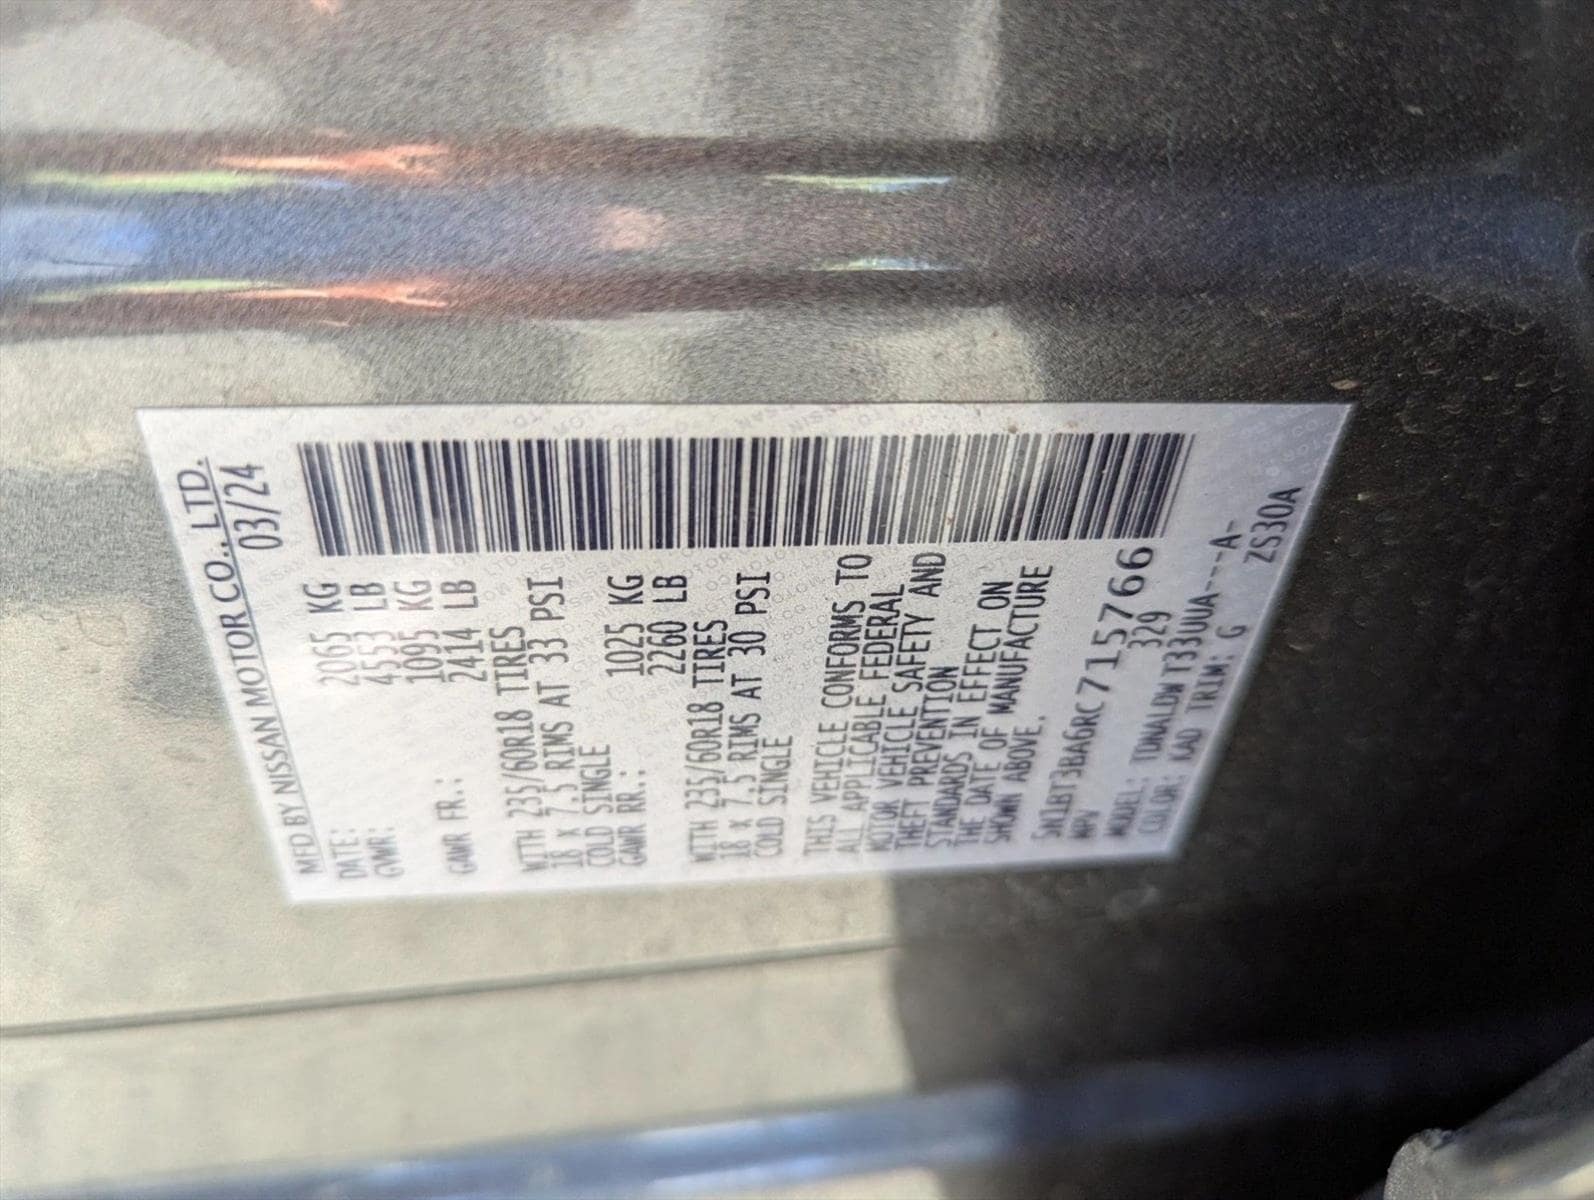 MFD BY NISSAN MOTOR CO., LTD.
DATE: 03/24
GVWR: 2065 KG
4553 LB
1095 KG
GAWR FR.: 2414 LB
WITH 235/60R18 TIRES
18 X 7.5 RIMS AT 33 PSI
COLD SINGLE
GAWR RR.: 1025 KG
2260 LB
WITH 235/60R18 TIRES
18 X 7.5 RIMS AT 30 PSI
COLD SINGLE
THIS VEHICLE CONFORMS TO
ALL APPLICABLE FEDERAL
MOTOR VEHICLE SAFETY AND
THEFT PREVENTION
STANDARDS IN EFFECT ON
THE DATE OF MANUFACTURE
SHOWN ABOVE.
5N1BT3BA6RC715766
MPV 329
MODEL: TDNALDWT33UUA---A-
COLOR: KAD TRIM: G ZS30A